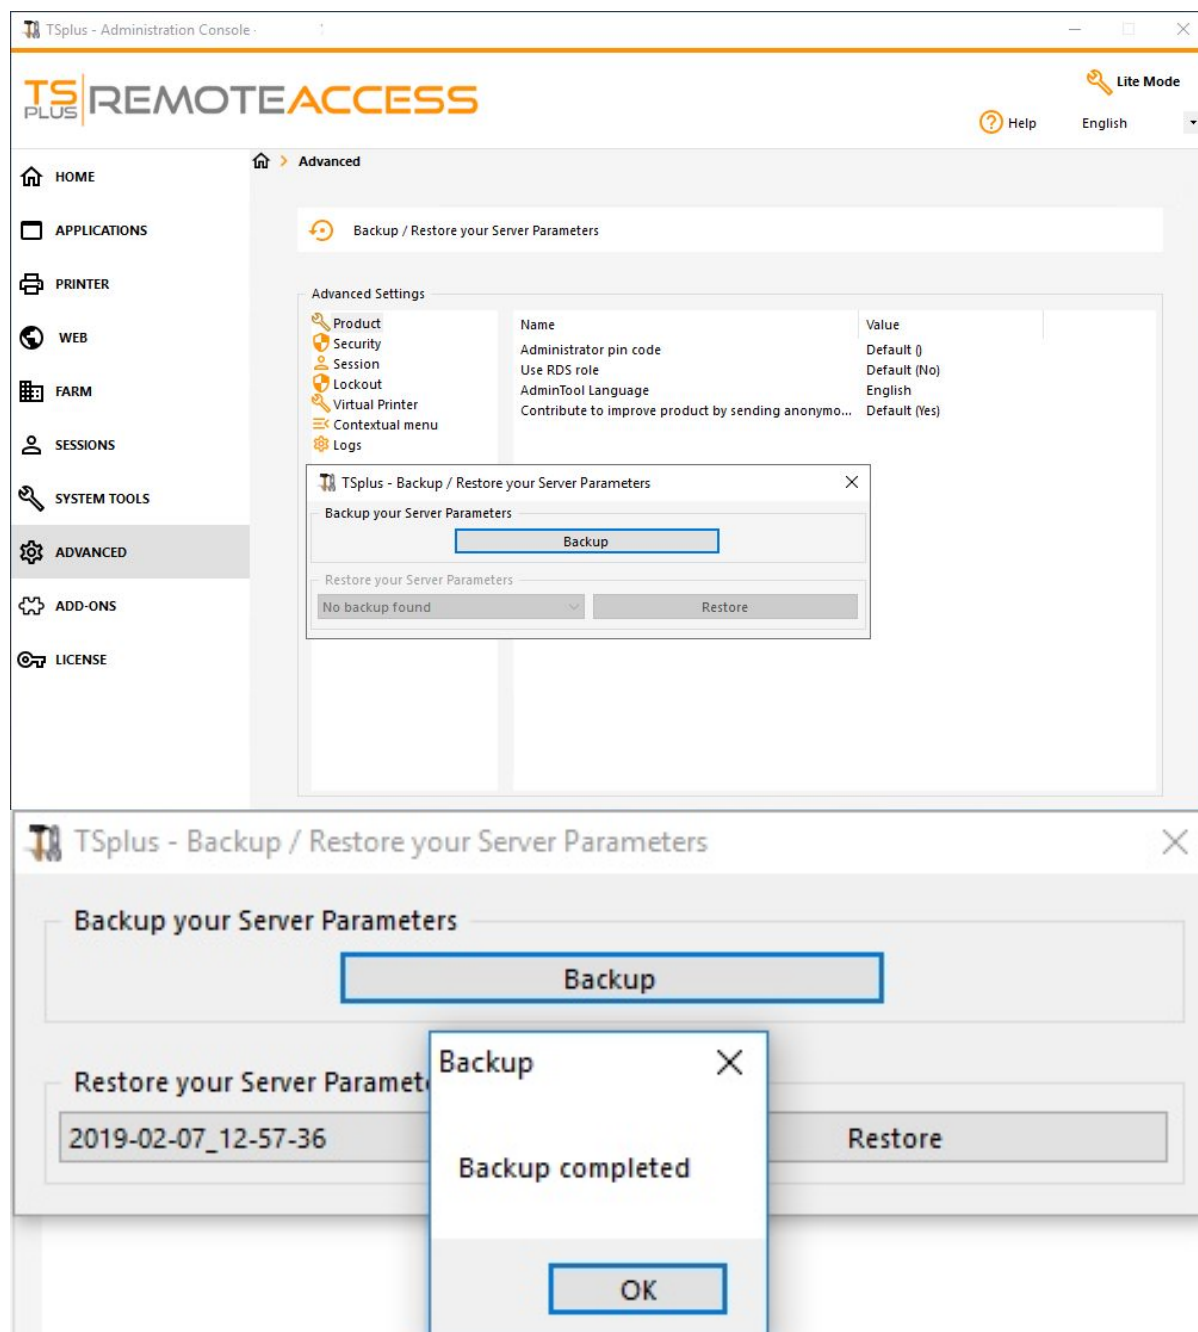 TSplus - Administration Console -
TS PLUS REMOTEACCESS
Lite Mode
Help English
HOME
APPLICATIONS
PRINTER
WEB
FARM
SESSIONS
SYSTEM TOOLS
ADVANCED
ADD-ONS
LICENSE
Advanced
Backup / Restore your Server Parameters
Advanced Settings
Product
Security
Session
Lockout
Virtual Printer
Contextual menu
Logs
Name Value
Administrator pin code Default ()
Use RDS role Default (No)
AdminTool Language English
Contribute to improve product by sending anonymo... Default (Yes)
TSplus - Backup / Restore your Server Parameters
Backup your Server Parameters
Backup
Restore your Server Parameters
No backup found Restore
TSplus - Backup / Restore your Server Parameters
Backup your Server Parameters
Backup
Restore your Server Paramet
2019-02-07_12-57-36 Restore
Backup
Backup completed
OK